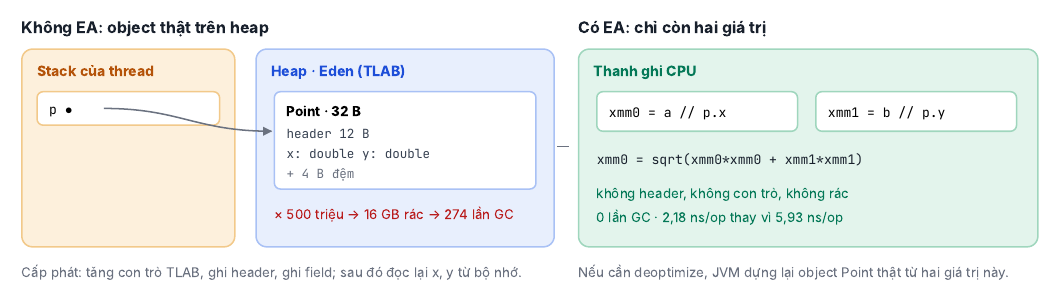 Không EA: object thật trên heap
Stack của thread
p ●
Heap · Eden (TLAB)
Point · 32 B
header 12 B
x: double y: double
+ 4 B đệm
× 500 triệu → 16 GB rác → 274 lần GC
Cấp phát: tăng con trỏ TLAB, ghi header, ghi field; sau đó đọc lại x, y từ bộ nhớ.
Có EA: chỉ còn hai giá trị
Thanh ghi CPU
xmm0 = a // p.x
xmm1 = b // p.y
xmm0 = sqrt(xmm0*xmm0 + xmm1*xmm1)
không header, không con trỏ, không rác
0 lần GC · 2,18 ns/op thay vì 5,93 ns/op
Nếu cần deoptimize, JVM dựng lại object Point thật từ hai giá trị này.